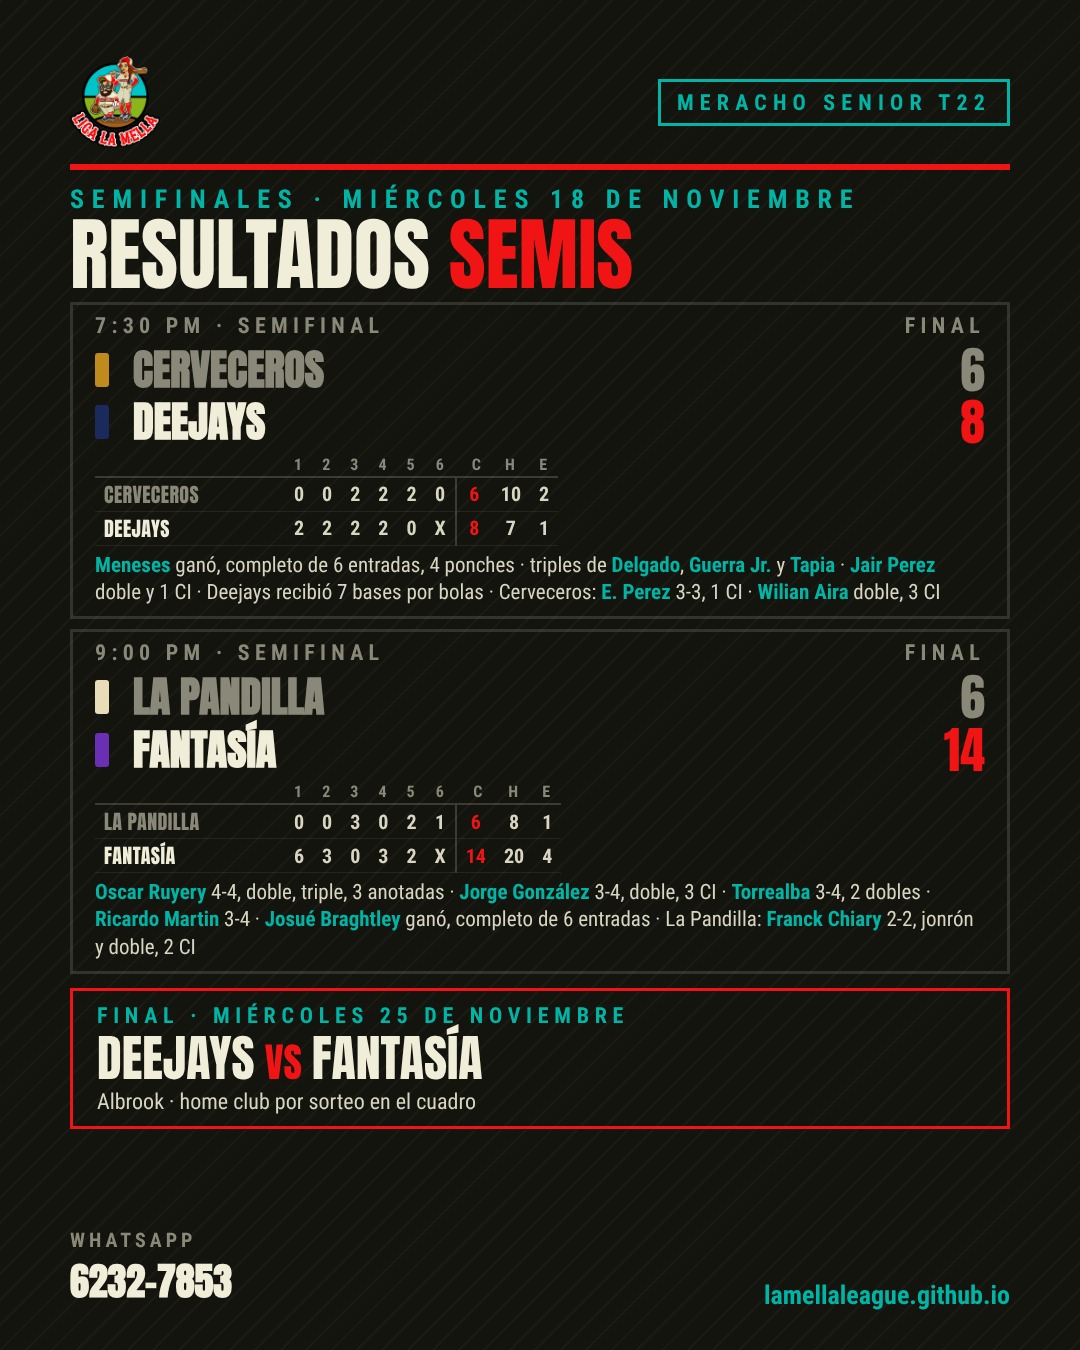 LIGA LA MELLA
MERACHO SENIOR T22
SEMIFINALES · MIÉRCOLES 18 DE NOVIEMBRE
RESULTADOS SEMIS
7:30 PM · SEMIFINAL FINAL
CERVECEROS 6
DEEJAYS 8
1 2 3 4 5 6 C H E
CERVECEROS 0 0 2 2 2 0 6 10 2
DEEJAYS 2 2 2 2 0 X 8 7 1
Meneses ganó, completo de 6 entradas, 4 ponches · triples de Delgado, Guerra Jr. y Tapia · Jair Perez
doble y 1 CI · Deejays recibió 7 bases por bolas · Cerveceros: E. Perez 3-3, 1 CI · Wilian Aira doble, 3 CI
9:00 PM · SEMIFINAL FINAL
LA PANDILLA 6
FANTASÍA 14
1 2 3 4 5 6 C H E
LA PANDILLA 0 0 3 0 2 1 6 8 1
FANTASÍA 6 3 0 3 2 X 14 20 4
Oscar Ruyery 4-4, doble, triple, 3 anotadas · Jorge González 3-4, doble, 3 CI · Torrealba 3-4, 2 dobles ·
Ricardo Martin 3-4 · Josué Braghtley ganó, completo de 6 entradas · La Pandilla: Franck Chiary 2-2, jonrón
y doble, 2 CI
FINAL · MIÉRCOLES 25 DE NOVIEMBRE
DEEJAYS VS FANTASÍA
Albrook · home club por sorteo en el cuadro
WHATSAPP
6232-7853
lamellaleague.github.io